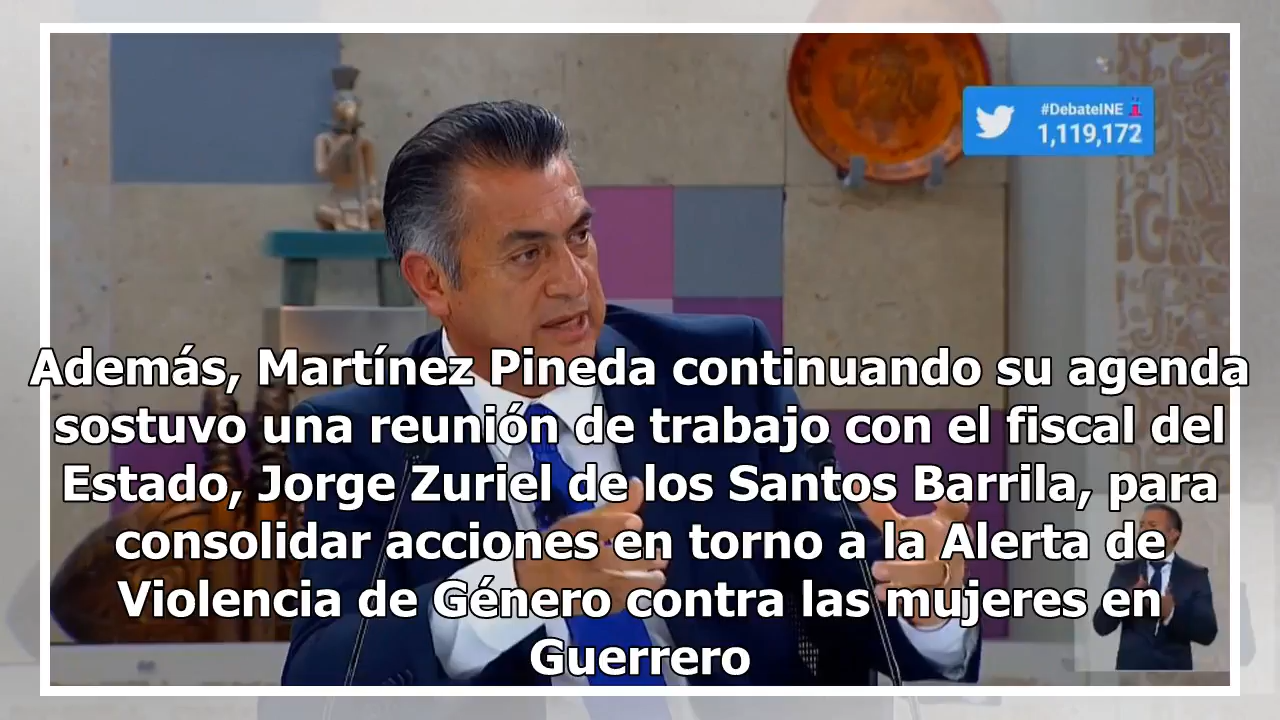 #DebateINE
1,119,172
Además, Martínez Pineda continuando su agenda
sostuvo una reunión de trabajo con el fiscal del
Estado, Jorge Zuriel de los Santos Barrila, para
consolidar acciones en torno a la Alerta de
Violencia de Género contra las mujeres en
Guerrero